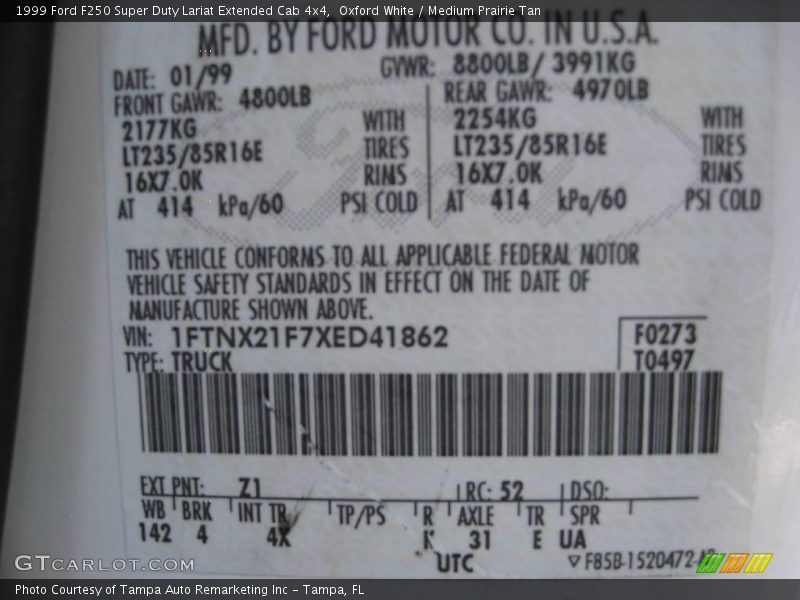 1999 Ford F250 Super Duty Lariat Extended Cab 4x4, Oxford White / Medium Prairie Tan
MFD. BY FORD MOTOR CO. IN U.S.A.
DATE: 01/99 GVWR: 8800LB/ 3991KG
FRONT GAWR: 4800LB REAR GAWR: 4970LB
2177KG WITH 2254KG WITH
LT235/85R16E TIRES LT235/85R16E TIRES
16X7.0K RIMS 16X7.0K RIMS
AT 414 kPa/60 PSI COLD AT 414 kPa/60 PSI COLD
THIS VEHICLE CONFORMS TO ALL APPLICABLE FEDERAL MOTOR
VEHICLE SAFETY STANDARDS IN EFFECT ON THE DATE OF
MANUFACTURE SHOWN ABOVE.
VIN: 1FTNX21F7XED41862 F0273
TYPE: TRUCK T0497
EXT PNT: Z1 RC: 52 DSO:
WB BRK INT TR TP/PS R AXLE TR SPR
142 4 4X 31 E UA
UTC ▽F85B-1520472-
GTCARLOT.COM
Photo Courtesy of Tampa Auto Remarketing Inc - Tampa, FL